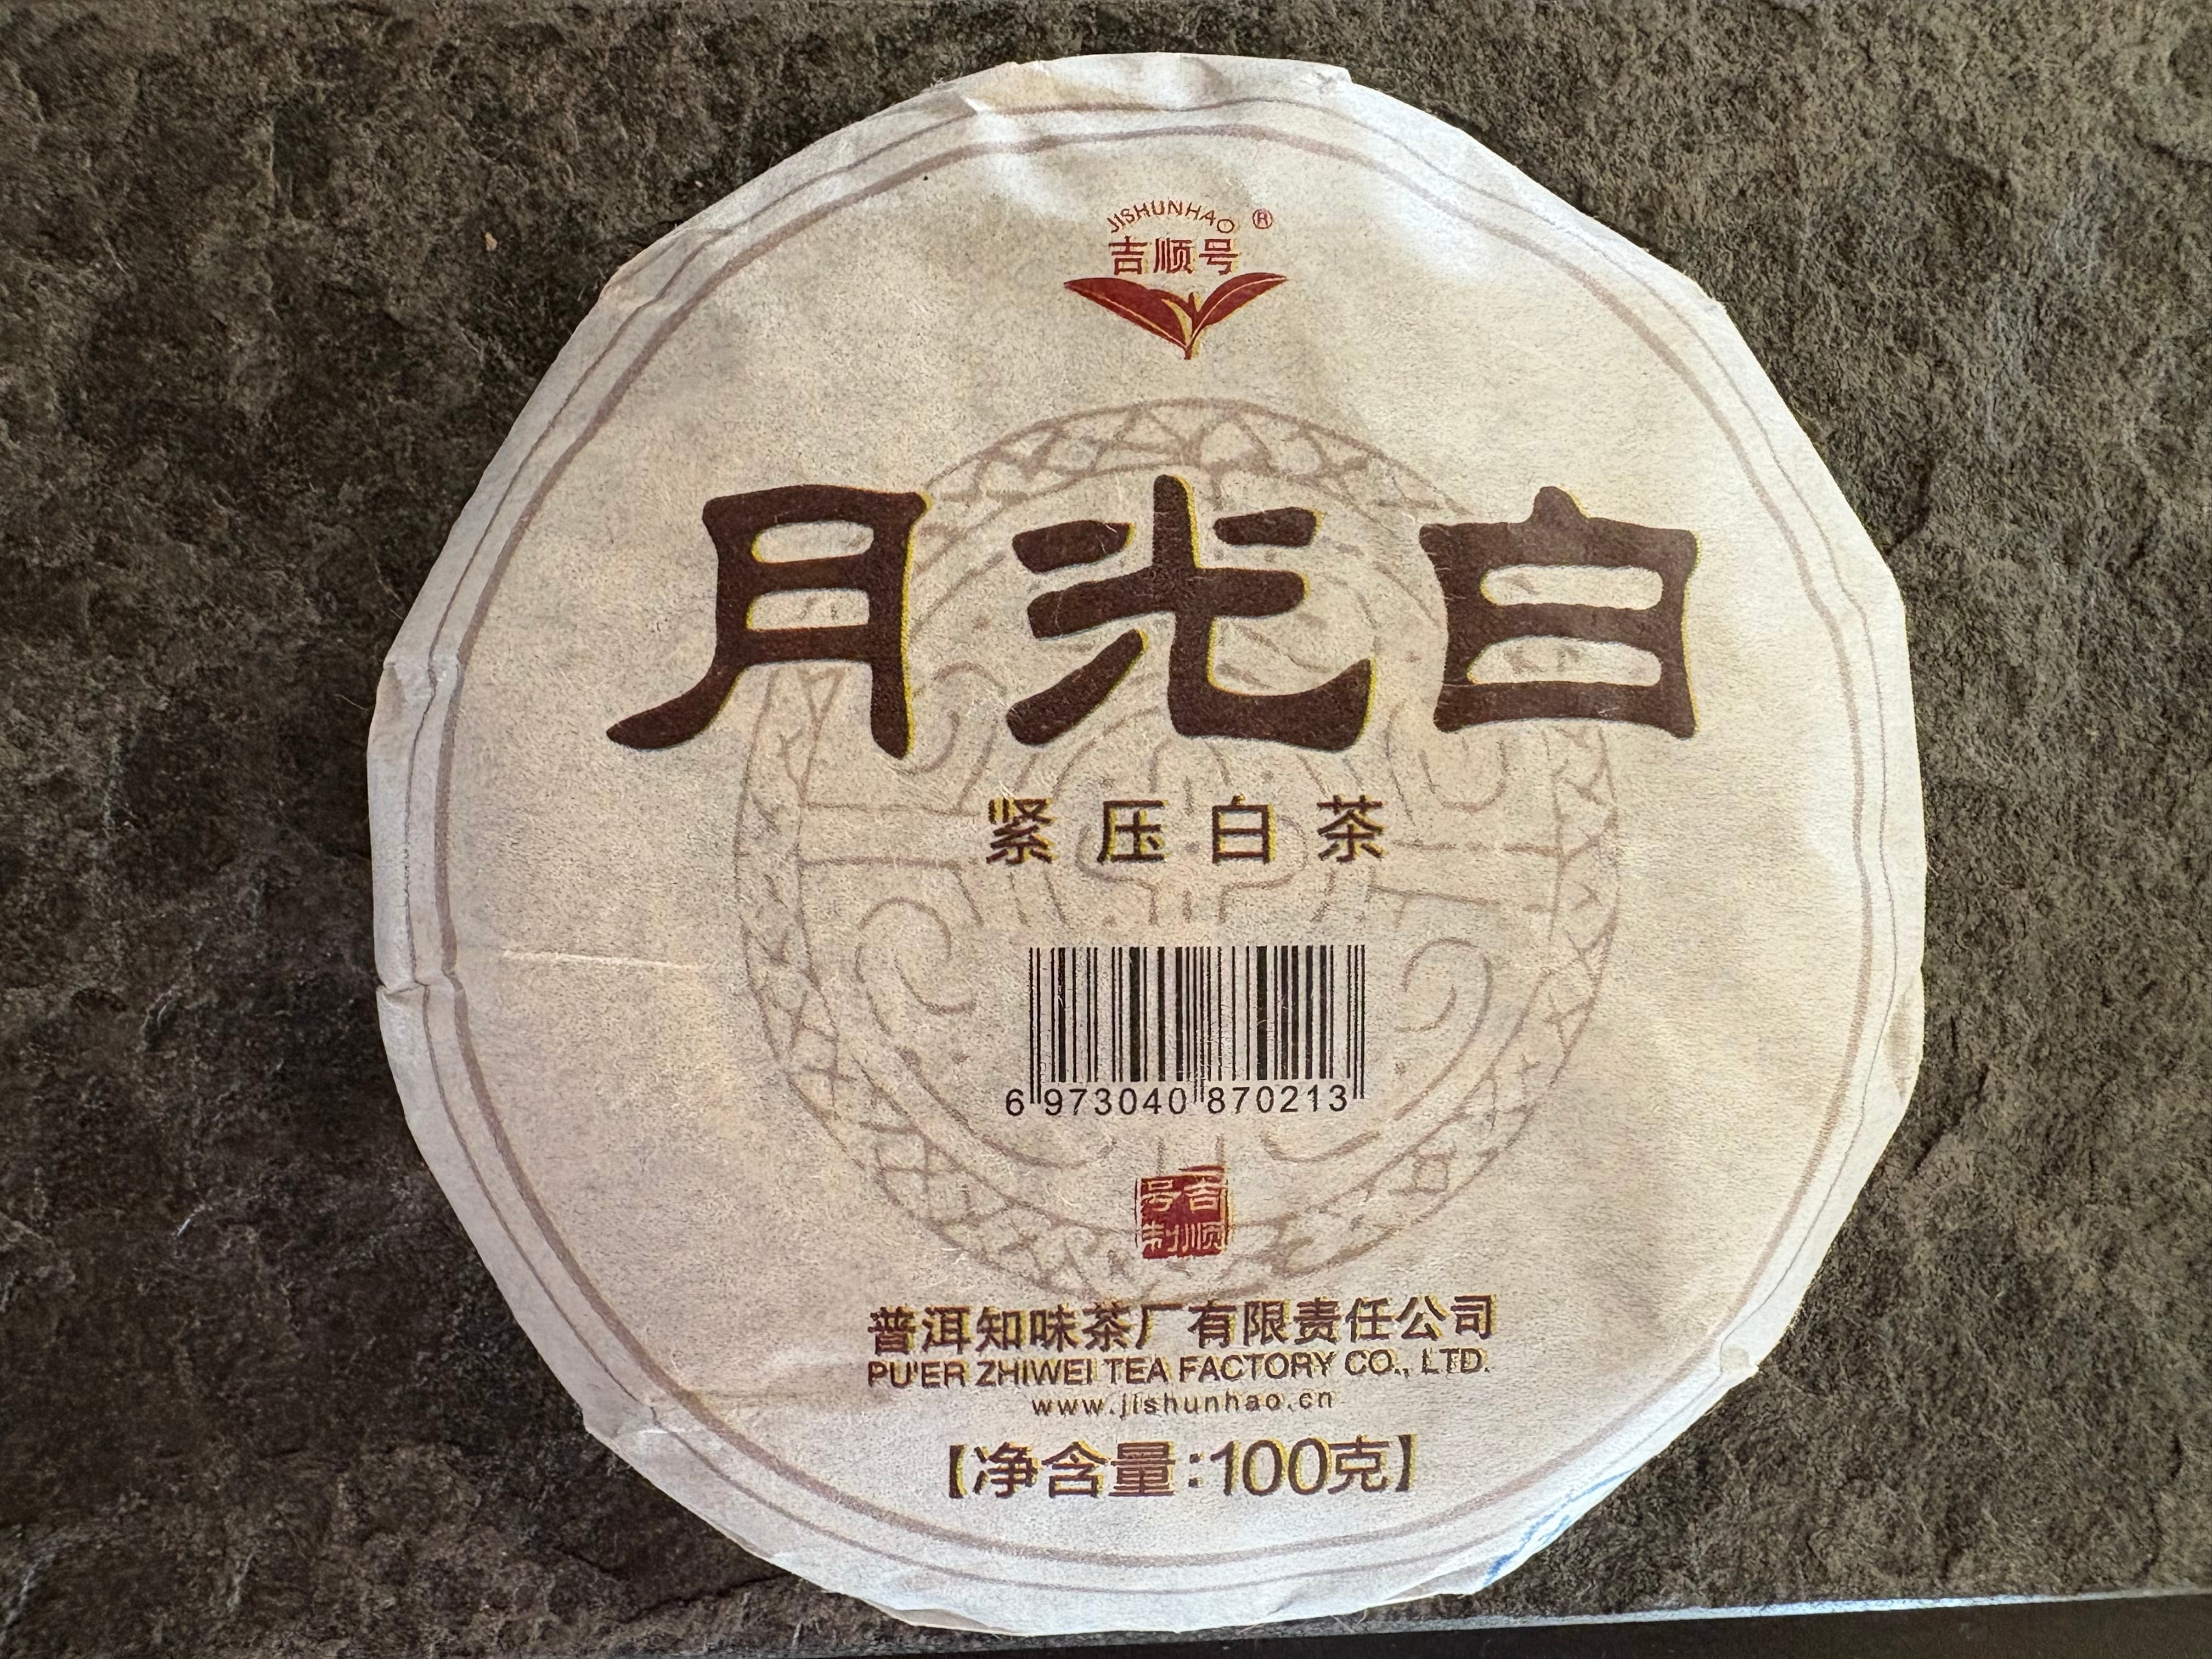 JISHUNHAO®
吉顺号
月光白
紧压白茶
6 973040 870213
吉顺
号制
普洱知味茶厂有限责任公司
PU'ER ZHIWEI TEA FACTORY CO., LTD.
www.jishunhao.cn
【净含量:100克】